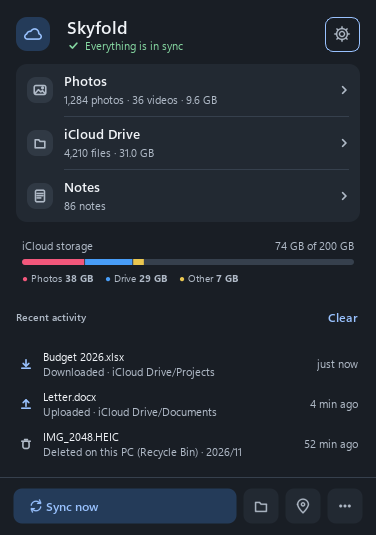 Skyfold
Everything is in sync
Photos
1,284 photos · 36 videos · 9.6 GB
iCloud Drive
4,210 files · 31.0 GB
Notes
86 notes
iCloud storage 74 GB of 200 GB
Photos 38 GB Drive 29 GB Other 7 GB
Recent activity Clear
Budget 2026.xlsx
Downloaded · iCloud Drive/Projects just now
Letter.docx
Uploaded · iCloud Drive/Documents 4 min ago
IMG_2048.HEIC
Deleted on this PC (Recycle Bin) · 2026/11 52 min ago
Sync now